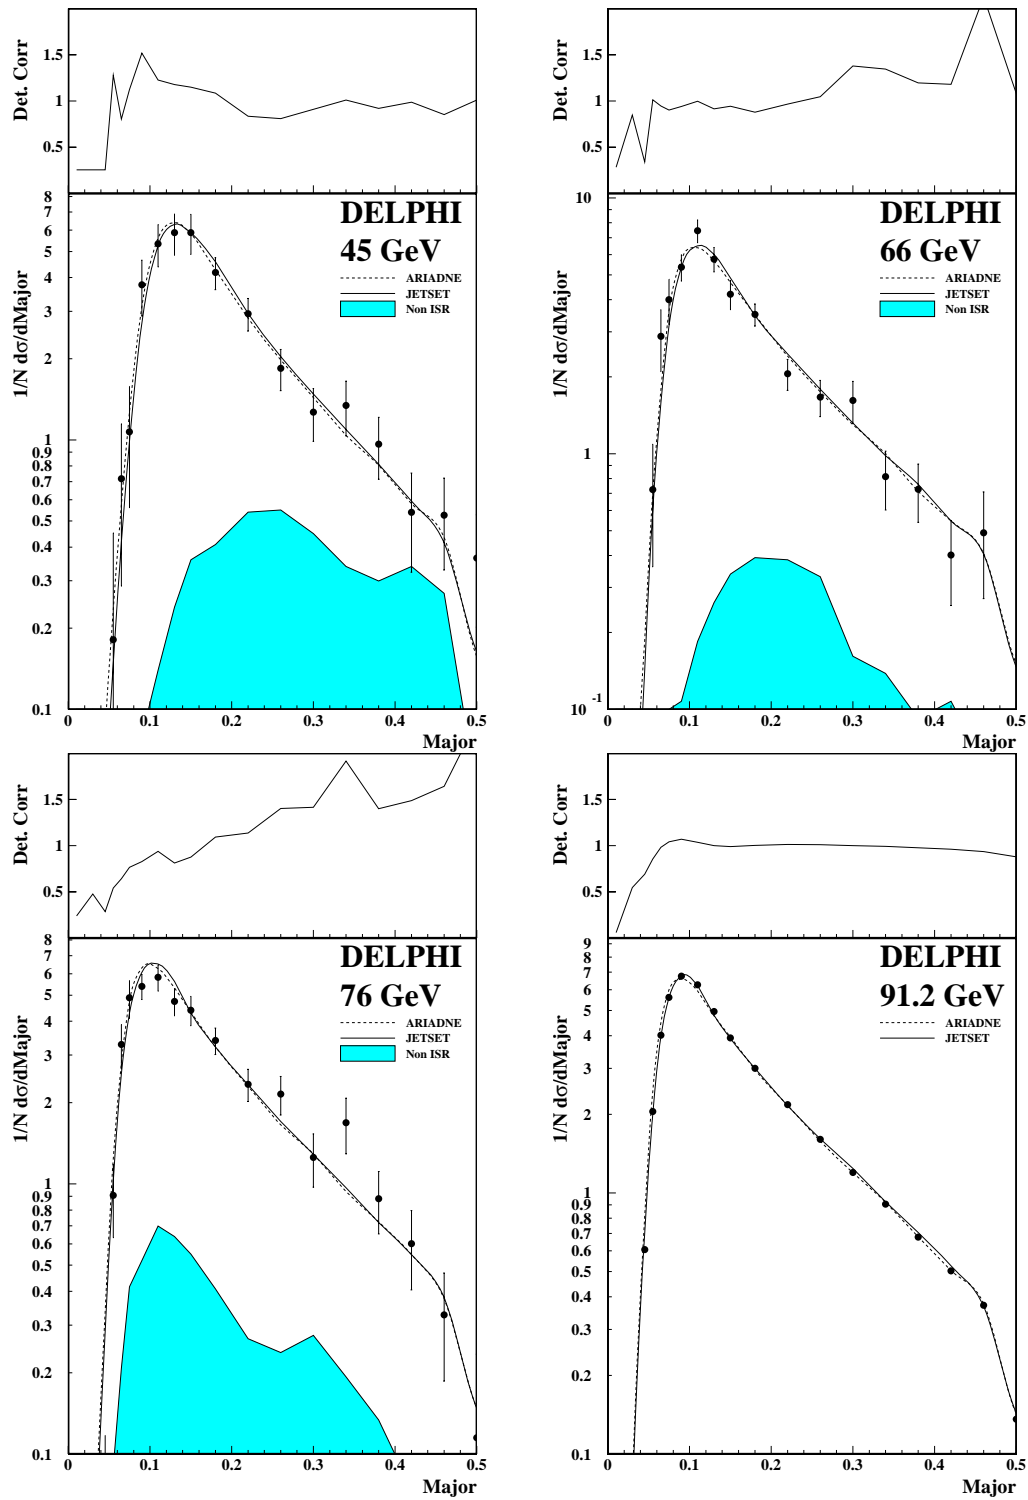 Det. Corr
1.5
1
0.5
1/N dσ/dMajor
8
7
6
5
4
3
2
1
0.9
0.8
0.7
0.6
0.5
0.4
0.3
0.2
0.1
DELPHI
45 GeV
ARIADNE
JETSET
Non ISR
0 0.1 0.2 0.3 0.4 0.5
Major
Det. Corr
1.5
1
0.5
1/N dσ/dMajor
10
1
10 -1
DELPHI
66 GeV
ARIADNE
JETSET
Non ISR
0 0.1 0.2 0.3 0.4 0.5
Major
Det. Corr
1.5
1
0.5
1/N dσ/dMajor
8
7
6
5
4
3
2
1
0.9
0.8
0.7
0.6
0.5
0.4
0.3
0.2
0.1
DELPHI
76 GeV
ARIADNE
JETSET
Non ISR
0 0.1 0.2 0.3 0.4 0.5
Major
Det. Corr
1.5
1
0.5
1/N dσ/dMajor
9
8
7
6
5
4
3
2
1
0.9
0.8
0.7
0.6
0.5
0.4
0.3
0.2
0.1
DELPHI
91.2 GeV
ARIADNE
JETSET
0 0.1 0.2 0.3 0.4 0.5
Major